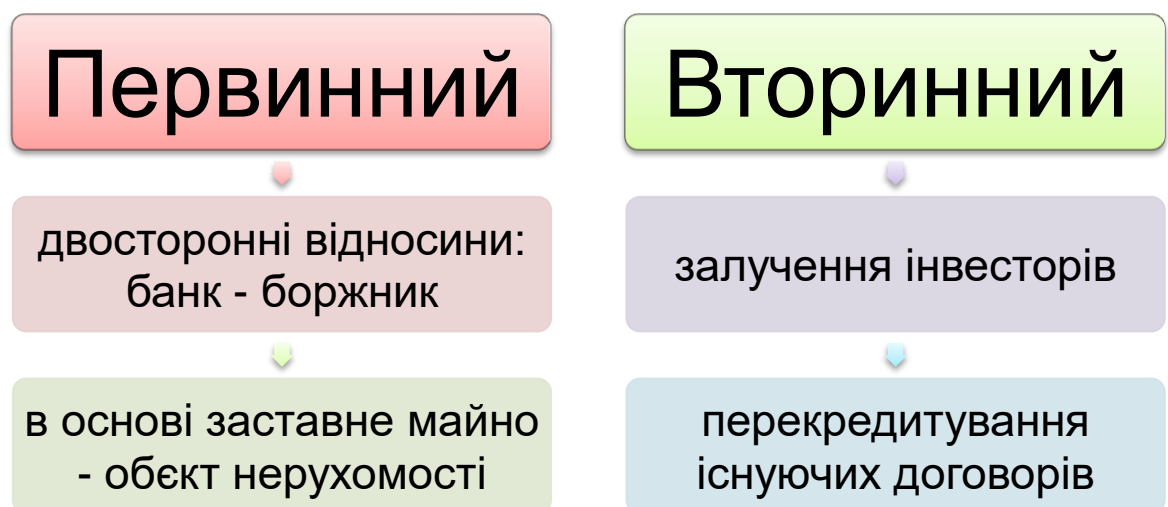 Первинний
двосторонні відносини:
банк - боржник
в основі заставне майно
- обєкт нерухомості
Вторинний
залучення інвесторів
перекредитування
існуючих договорів